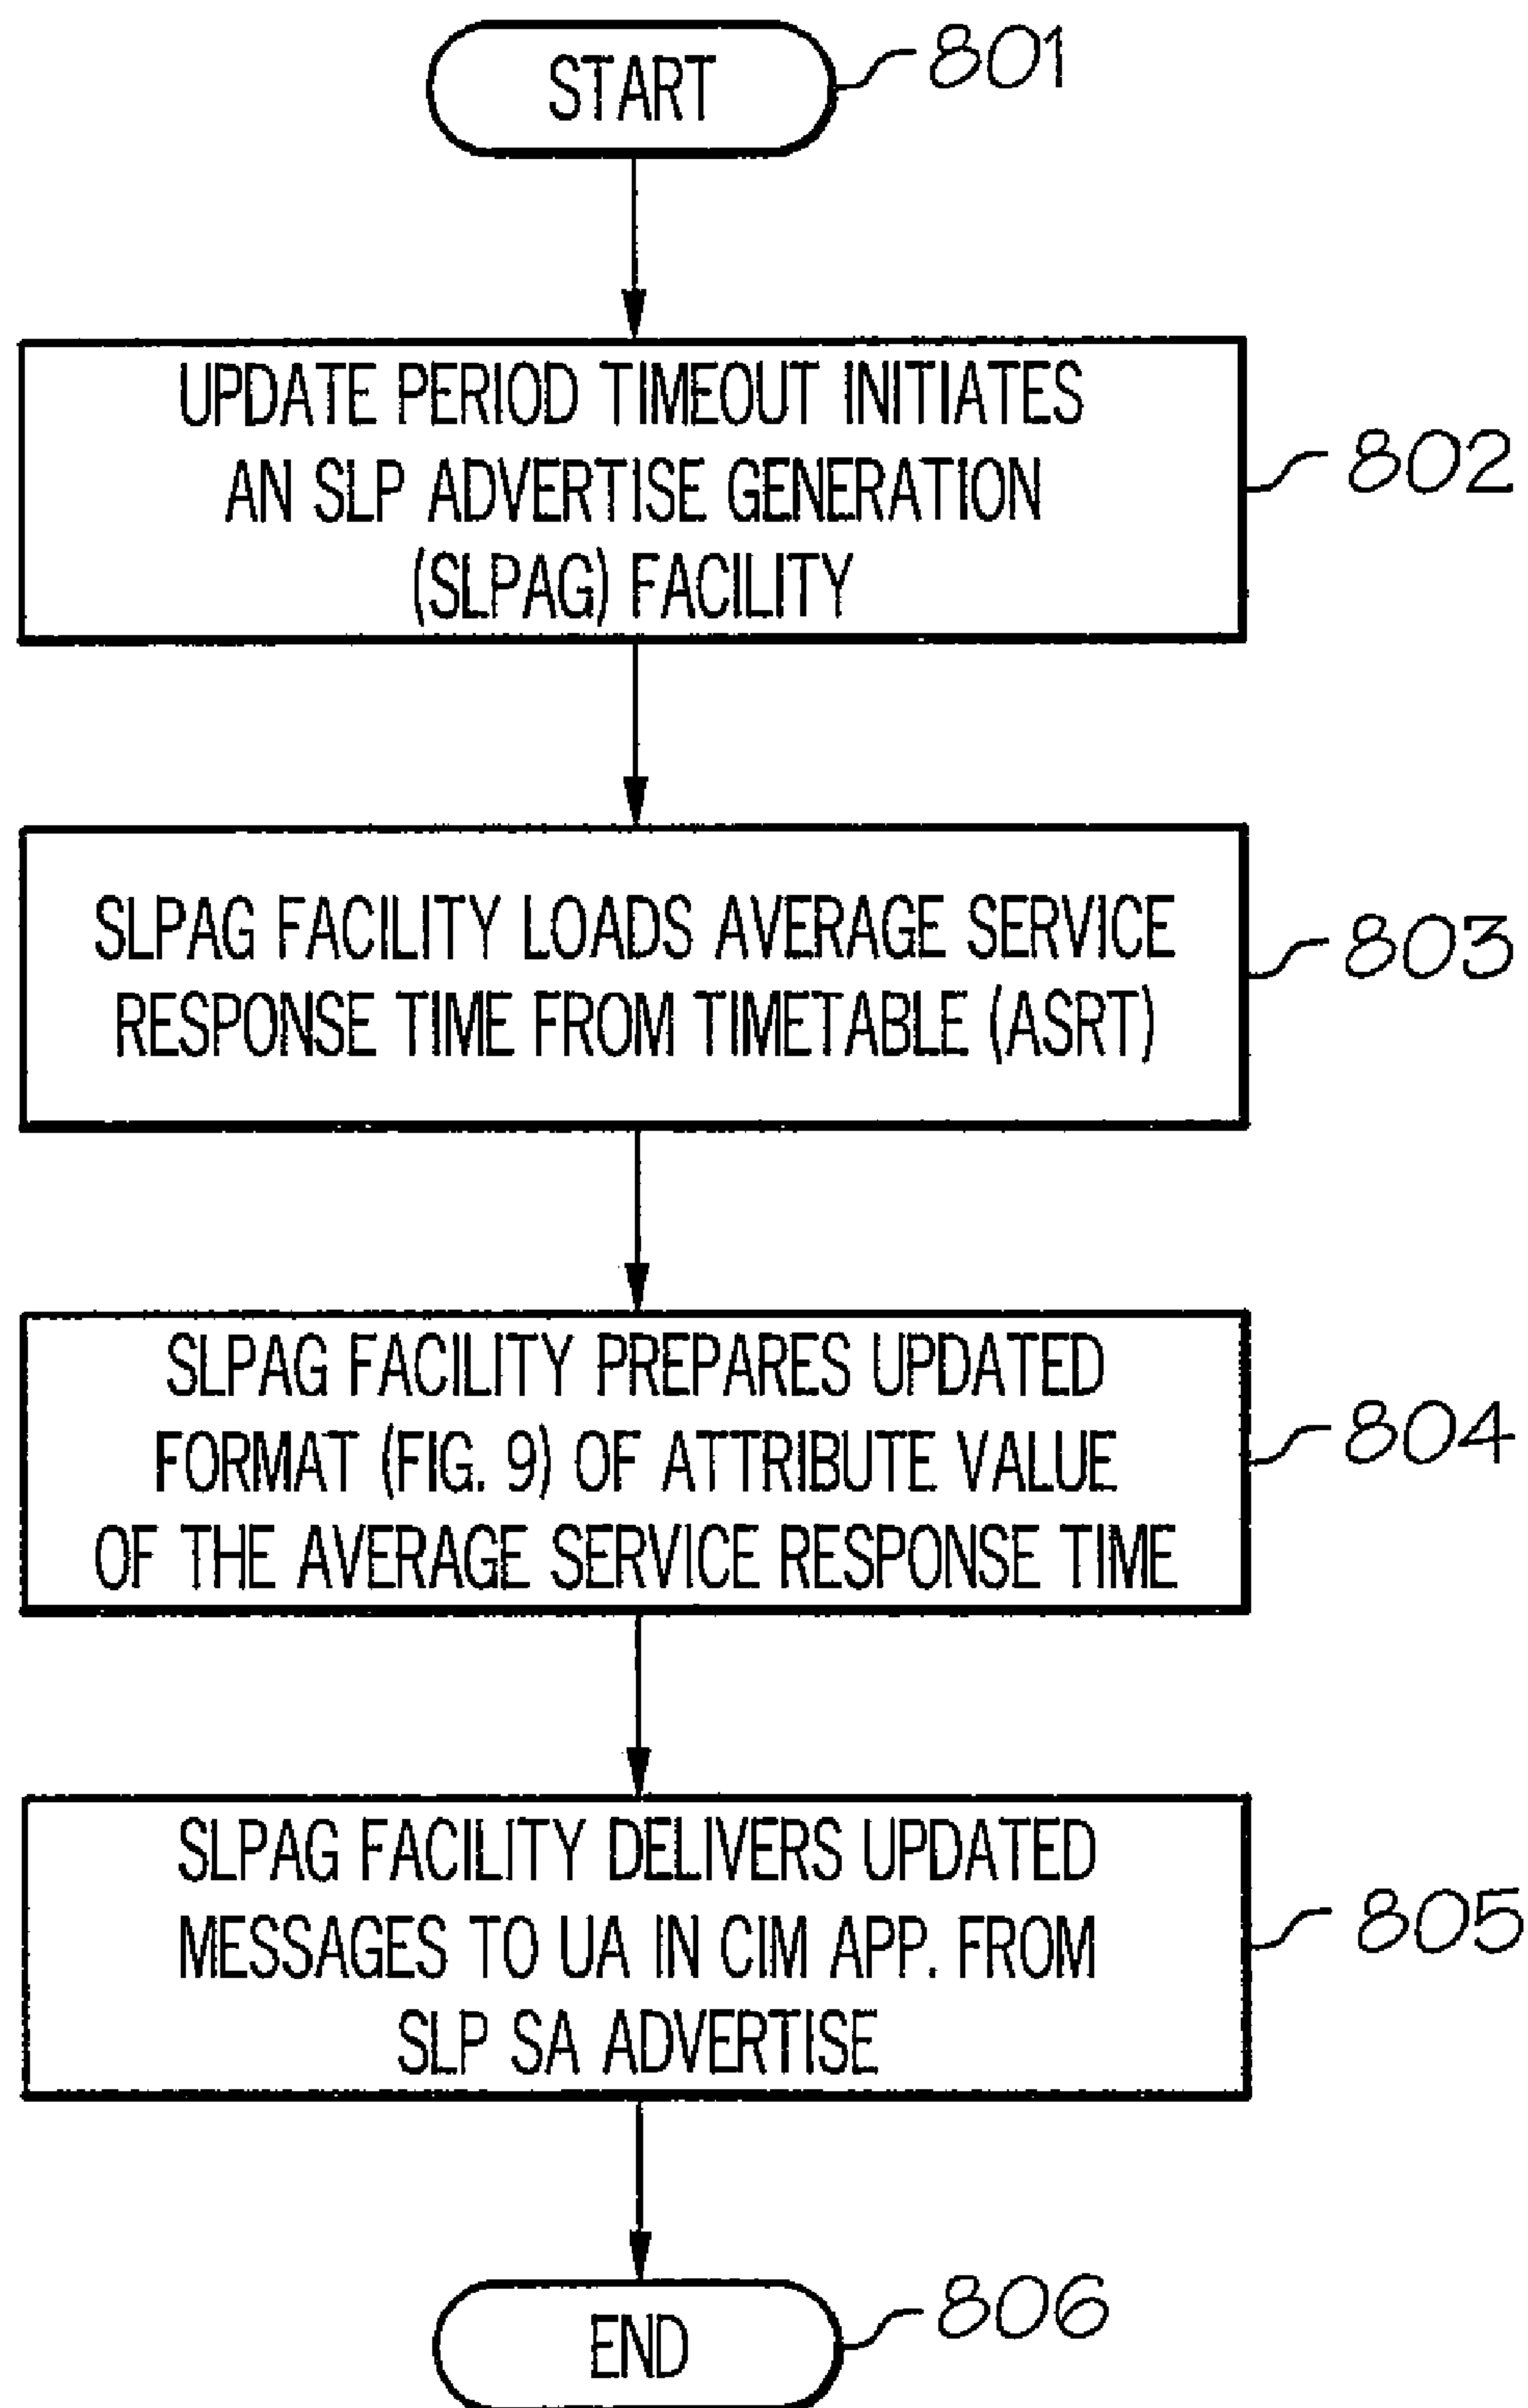 START
801
UPDATE PERIOD TIMEOUT INITIATES
AN SLP ADVERTISE GENERATION
(SLPAG) FACILITY
802
SLPAG FACILITY LOADS AVERAGE SERVICE
RESPONSE TIME FROM TIMETABLE (ASRT)
803
SLPAG FACILITY PREPARES UPDATED
FORMAT (FIG. 9) OF ATTRIBUTE VALUE
OF THE AVERAGE SERVICE RESPONSE TIME
804
SLPAG FACILITY DELIVERS UPDATED
MESSAGES TO UA IN CIM APP. FROM
SLP SA ADVERTISE
805
END
806